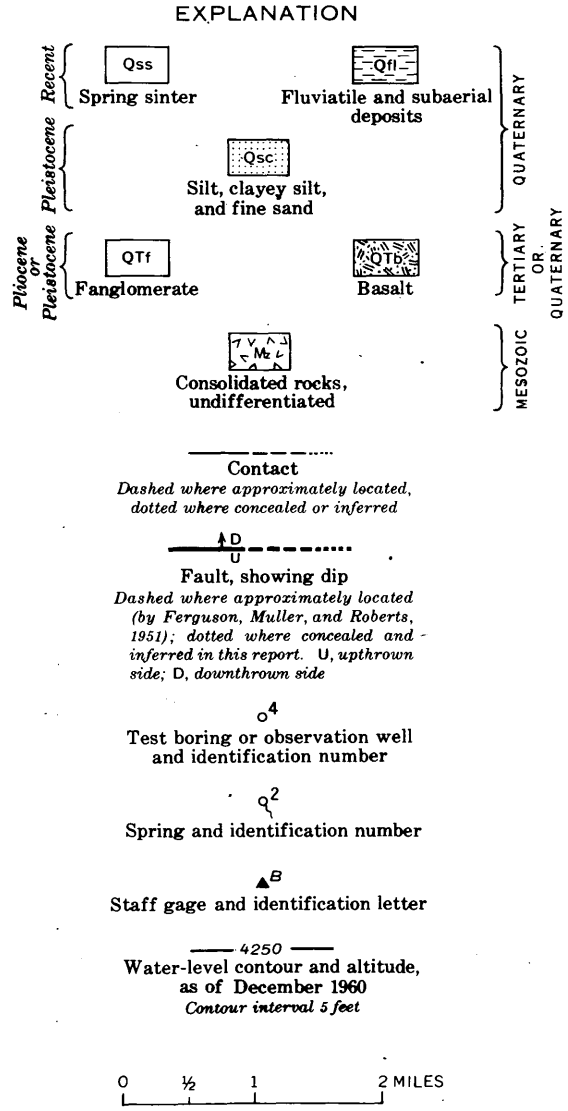 EXPLANATION
Recent
Qss
Spring sinter
Qfl
Fluviatile and subaerial
deposits
QUATERNARY
Pleistocene
Qsc
Silt, clayey silt,
and fine sand
Pliocene
or
Pleistocene
QTf
Fanglomerate
QTb
Basalt
TERTIARY
OR
QUATERNARY
Mz
Consolidated rocks,
undifferentiated
MESOZOIC
Contact
Dashed where approximately located,
dotted where concealed or inferred
D
U
Fault, showing dip
Dashed where approximately located
(by Ferguson, Muller, and Roberts,
1951); dotted where concealed and
inferred in this report. U, upthrown
side; D, downthrown side
4
Test boring or observation well
and identification number
2
Spring and identification number
B
Staff gage and identification letter
4250
Water-level contour and altitude,
as of December 1960
Contour interval 5 feet
0 ½ 1 2 MILES